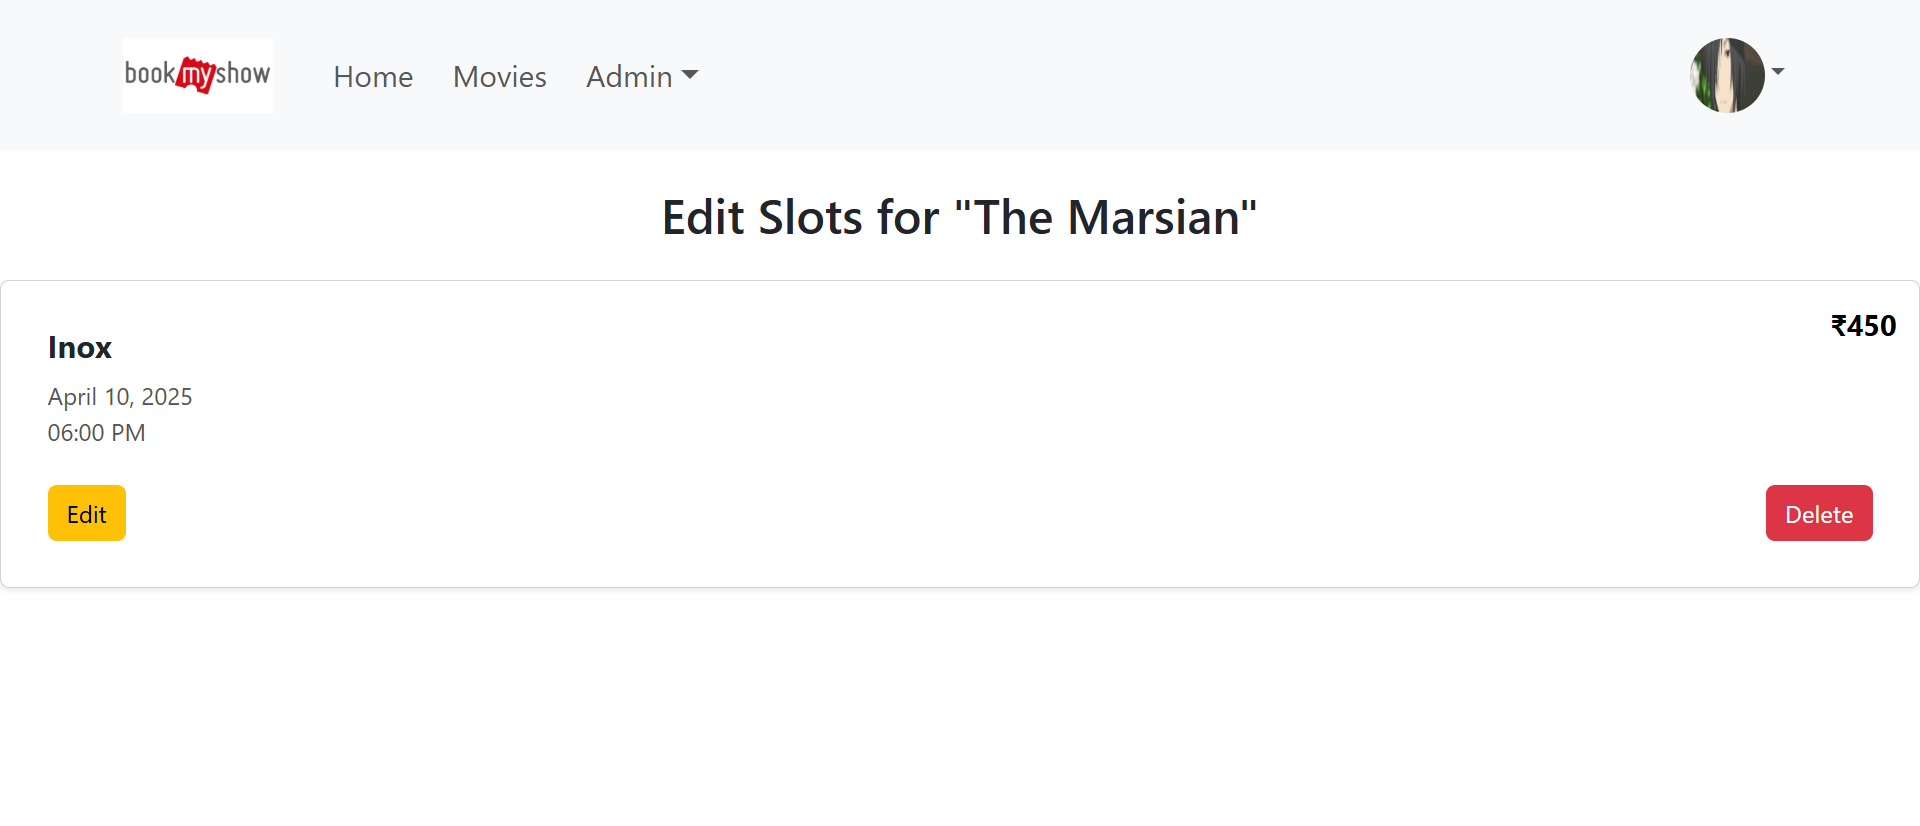 bookmyshow
Home Movies Admin
Edit Slots for "The Marsian"
₹450
Inox
April 10, 2025
06:00 PM
Edit Delete